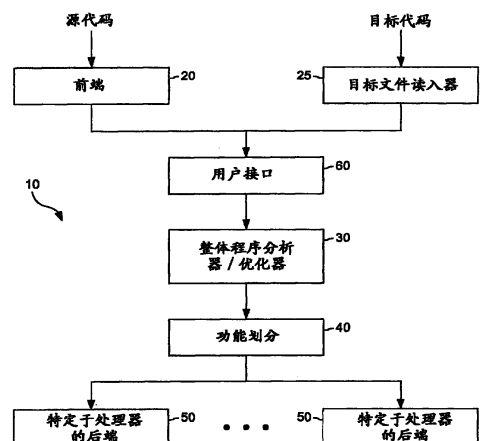 源代码
目标代码
前端
20
25
目标文件读入器
用户接口
60
10
整体程序分析
器/优化器
30
功能划分
40
特定于处理器
的后端
50
50
特定于处理器
的后端